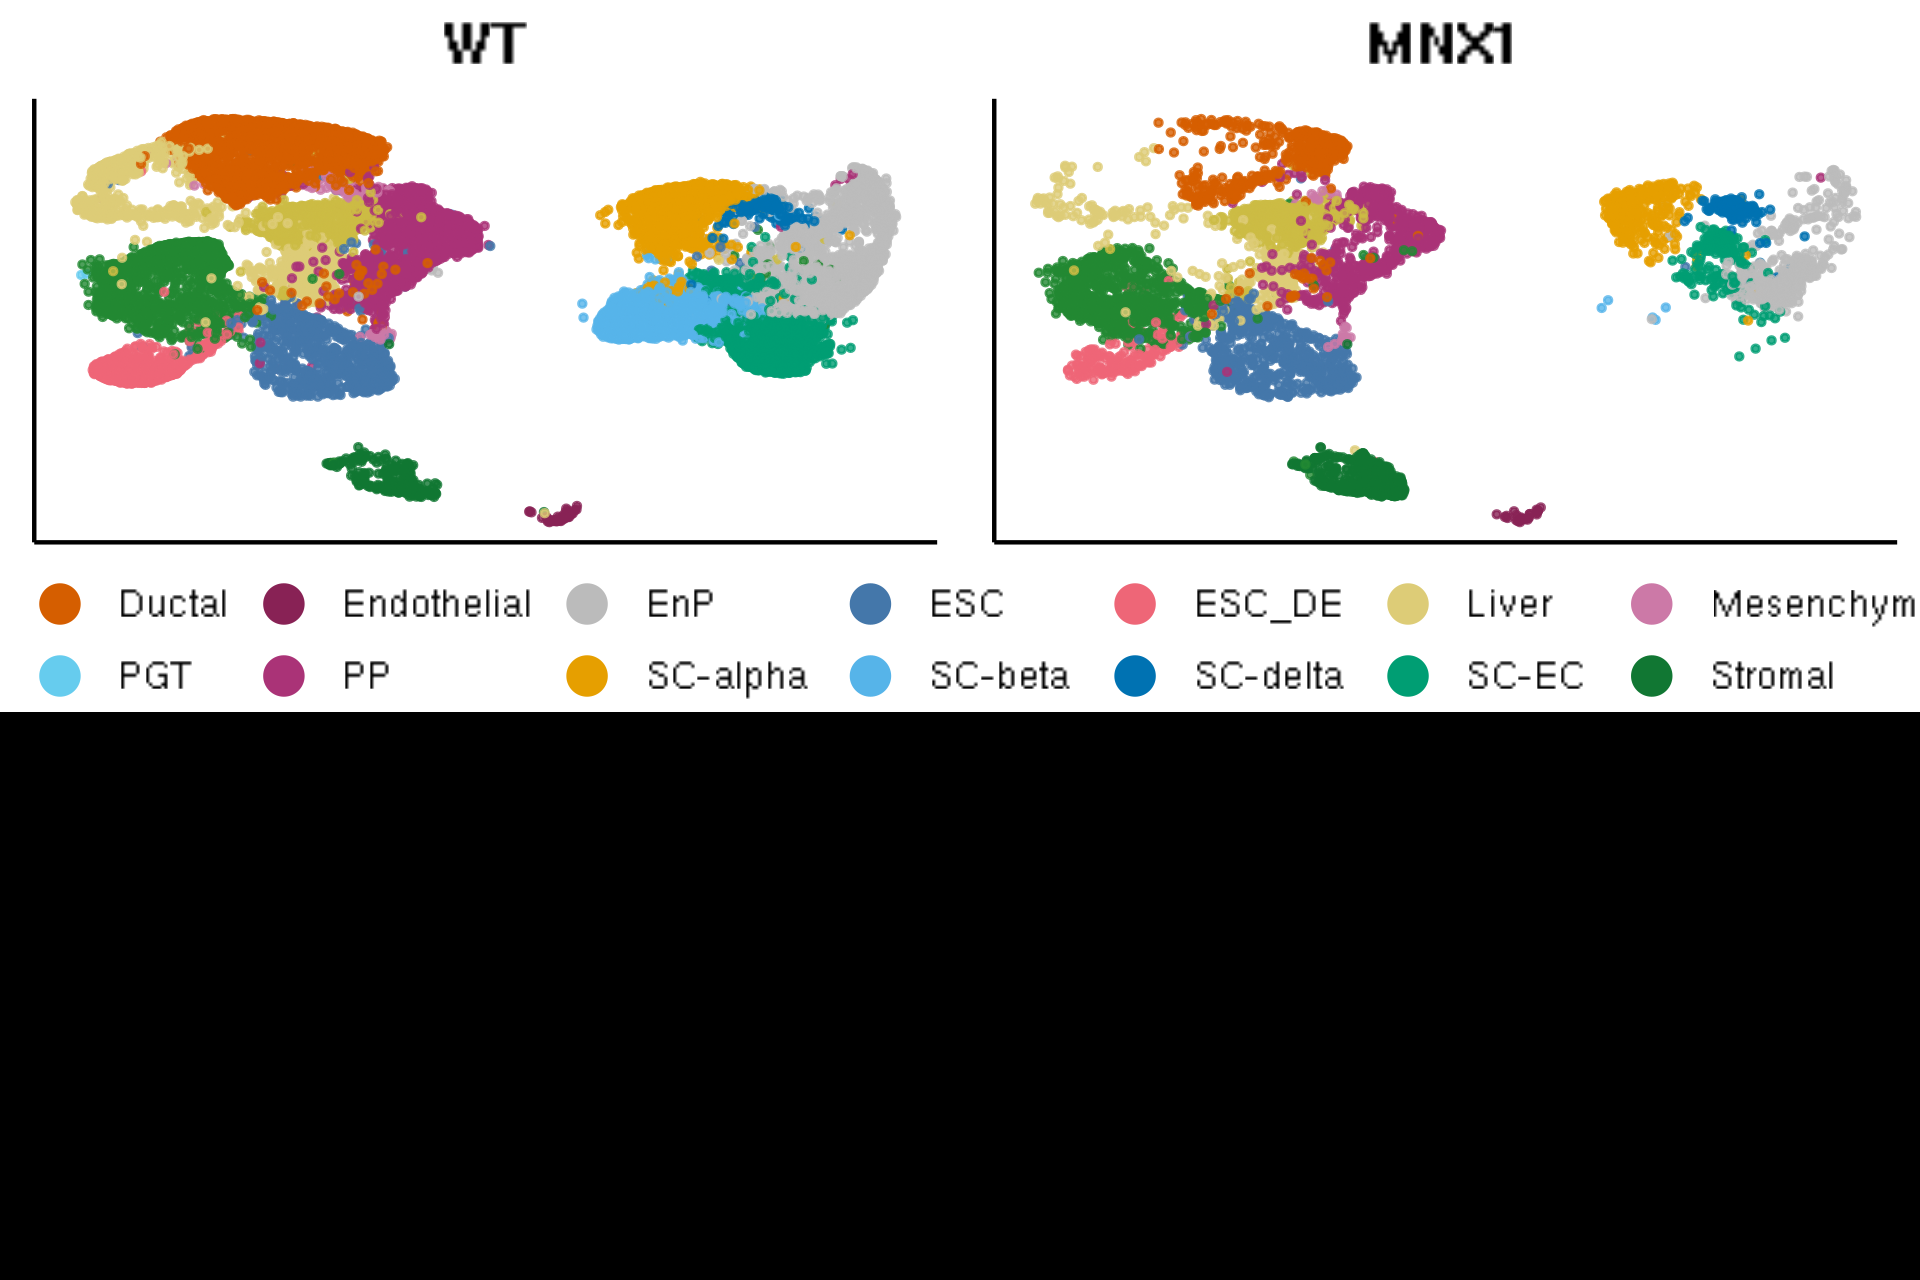 WT MNX1
Ductal Endothelial EnP ESC ESC_DE Liver Mesenchym
PGT PP SC-alpha SC-beta SC-delta SC-EC Stromal